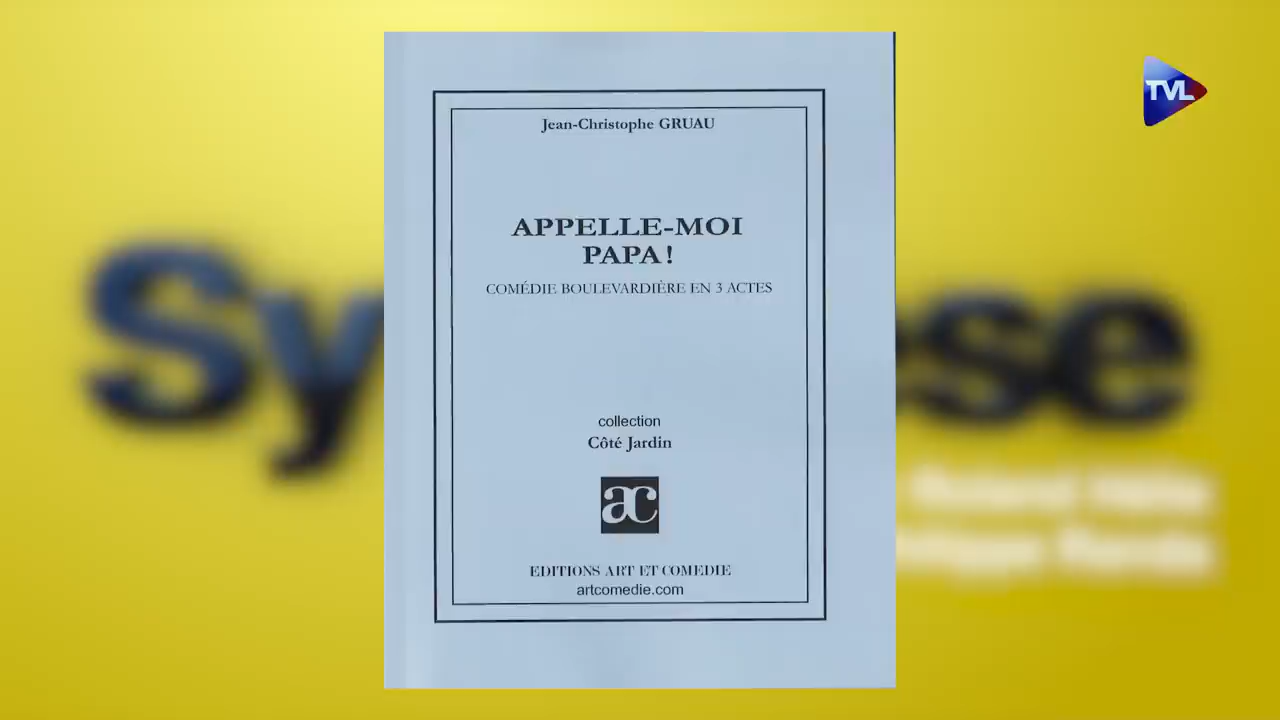 TVL
Jean-Christophe GRUAU
APPELLE-MOI
PAPA !
COMÉDIE BOULEVARDIÈRE EN 3 ACTES
collection
Côté Jardin
ac
EDITIONS ART ET COMEDIE
artcomedie.com